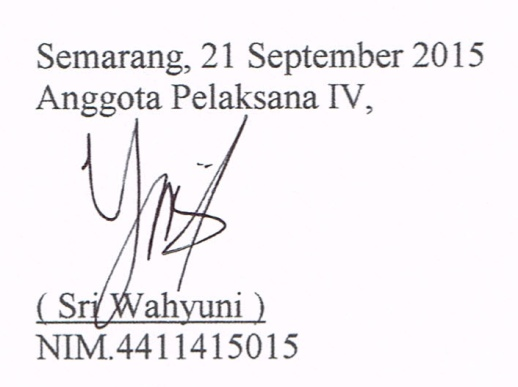 Semarang, 21 September 2015
Anggota Pelaksana IV,
( Sri Wahyuni )
NIM.4411415015